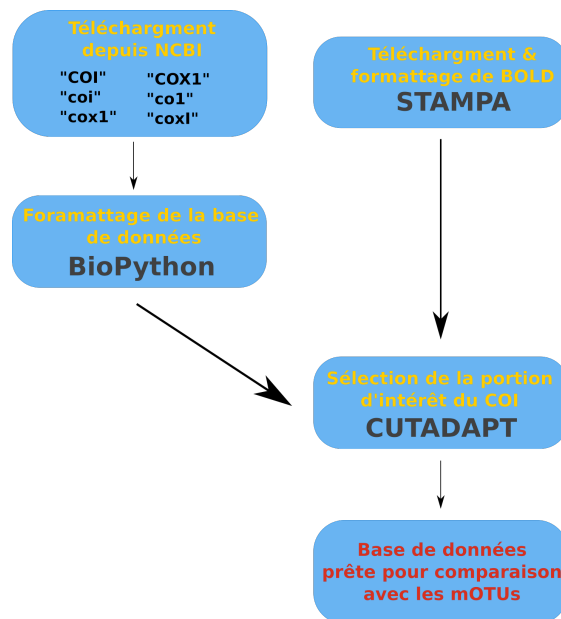 Téléchargment
depuis NCBI
"COI" "COX1"
"coi" "co1"
"cox1" "coxI"
Foramattage de la base
de données
BioPython
Téléchargment &
formattage de BOLD
STAMPA
Sélection de la portion
d'intérêt du COI
CUTADAPT
Base de données
prête pour comparaison
avec les mOTUs